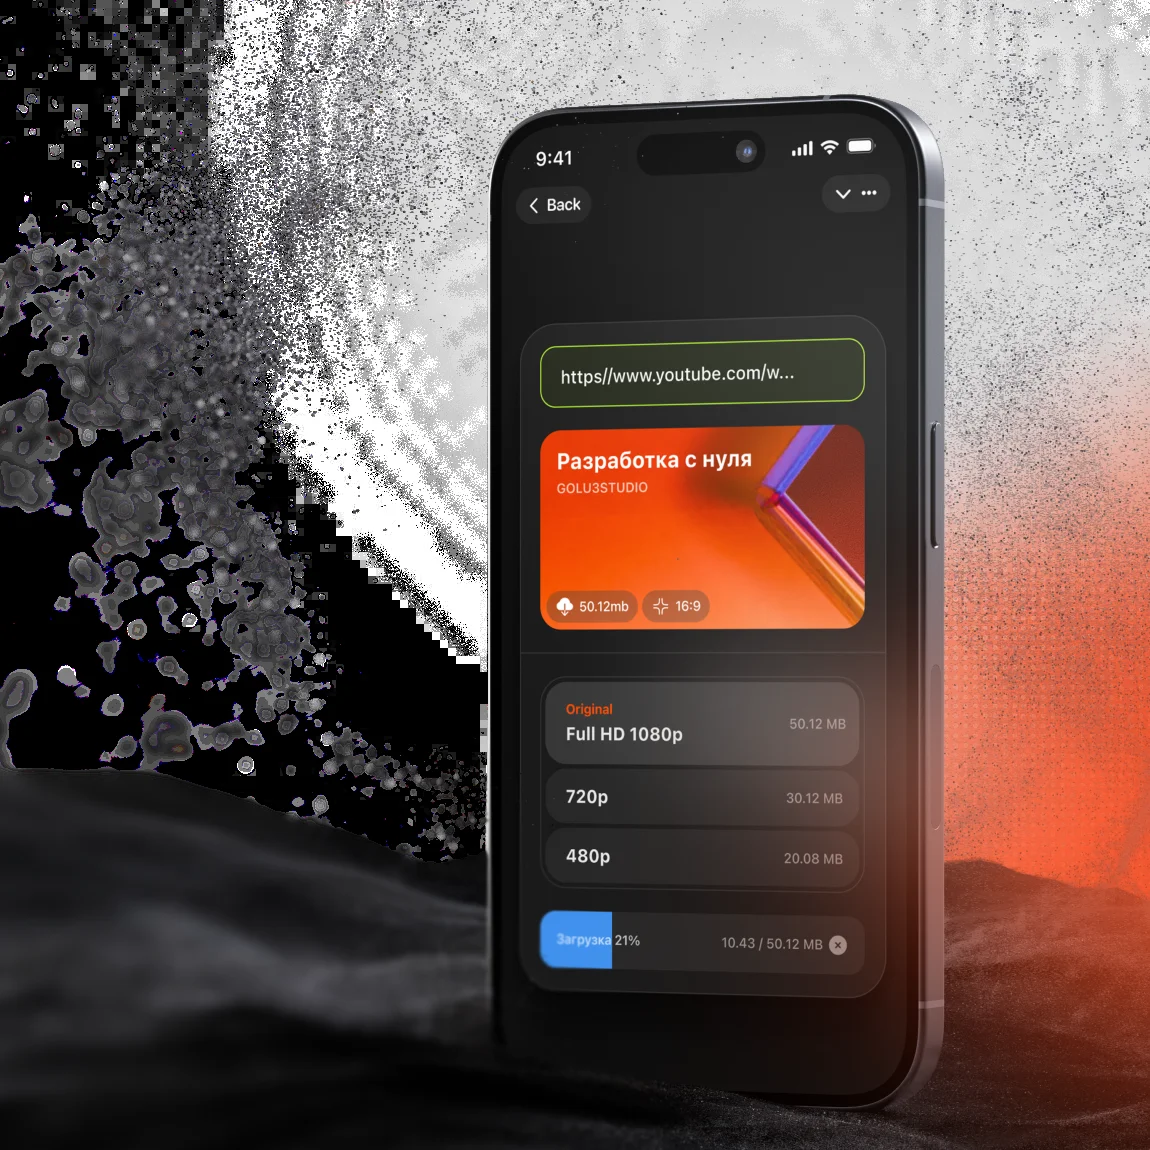 9:41
Back
https//www.youtube.com/w...
Разработка с нуля
GOLU3STUDIO
50.12mb 16:9
Original
Full HD 1080p 50.12 MB
720p 30.12 MB
480p 20.08 MB
Загрузка 21% 10.43 / 50.12 MB